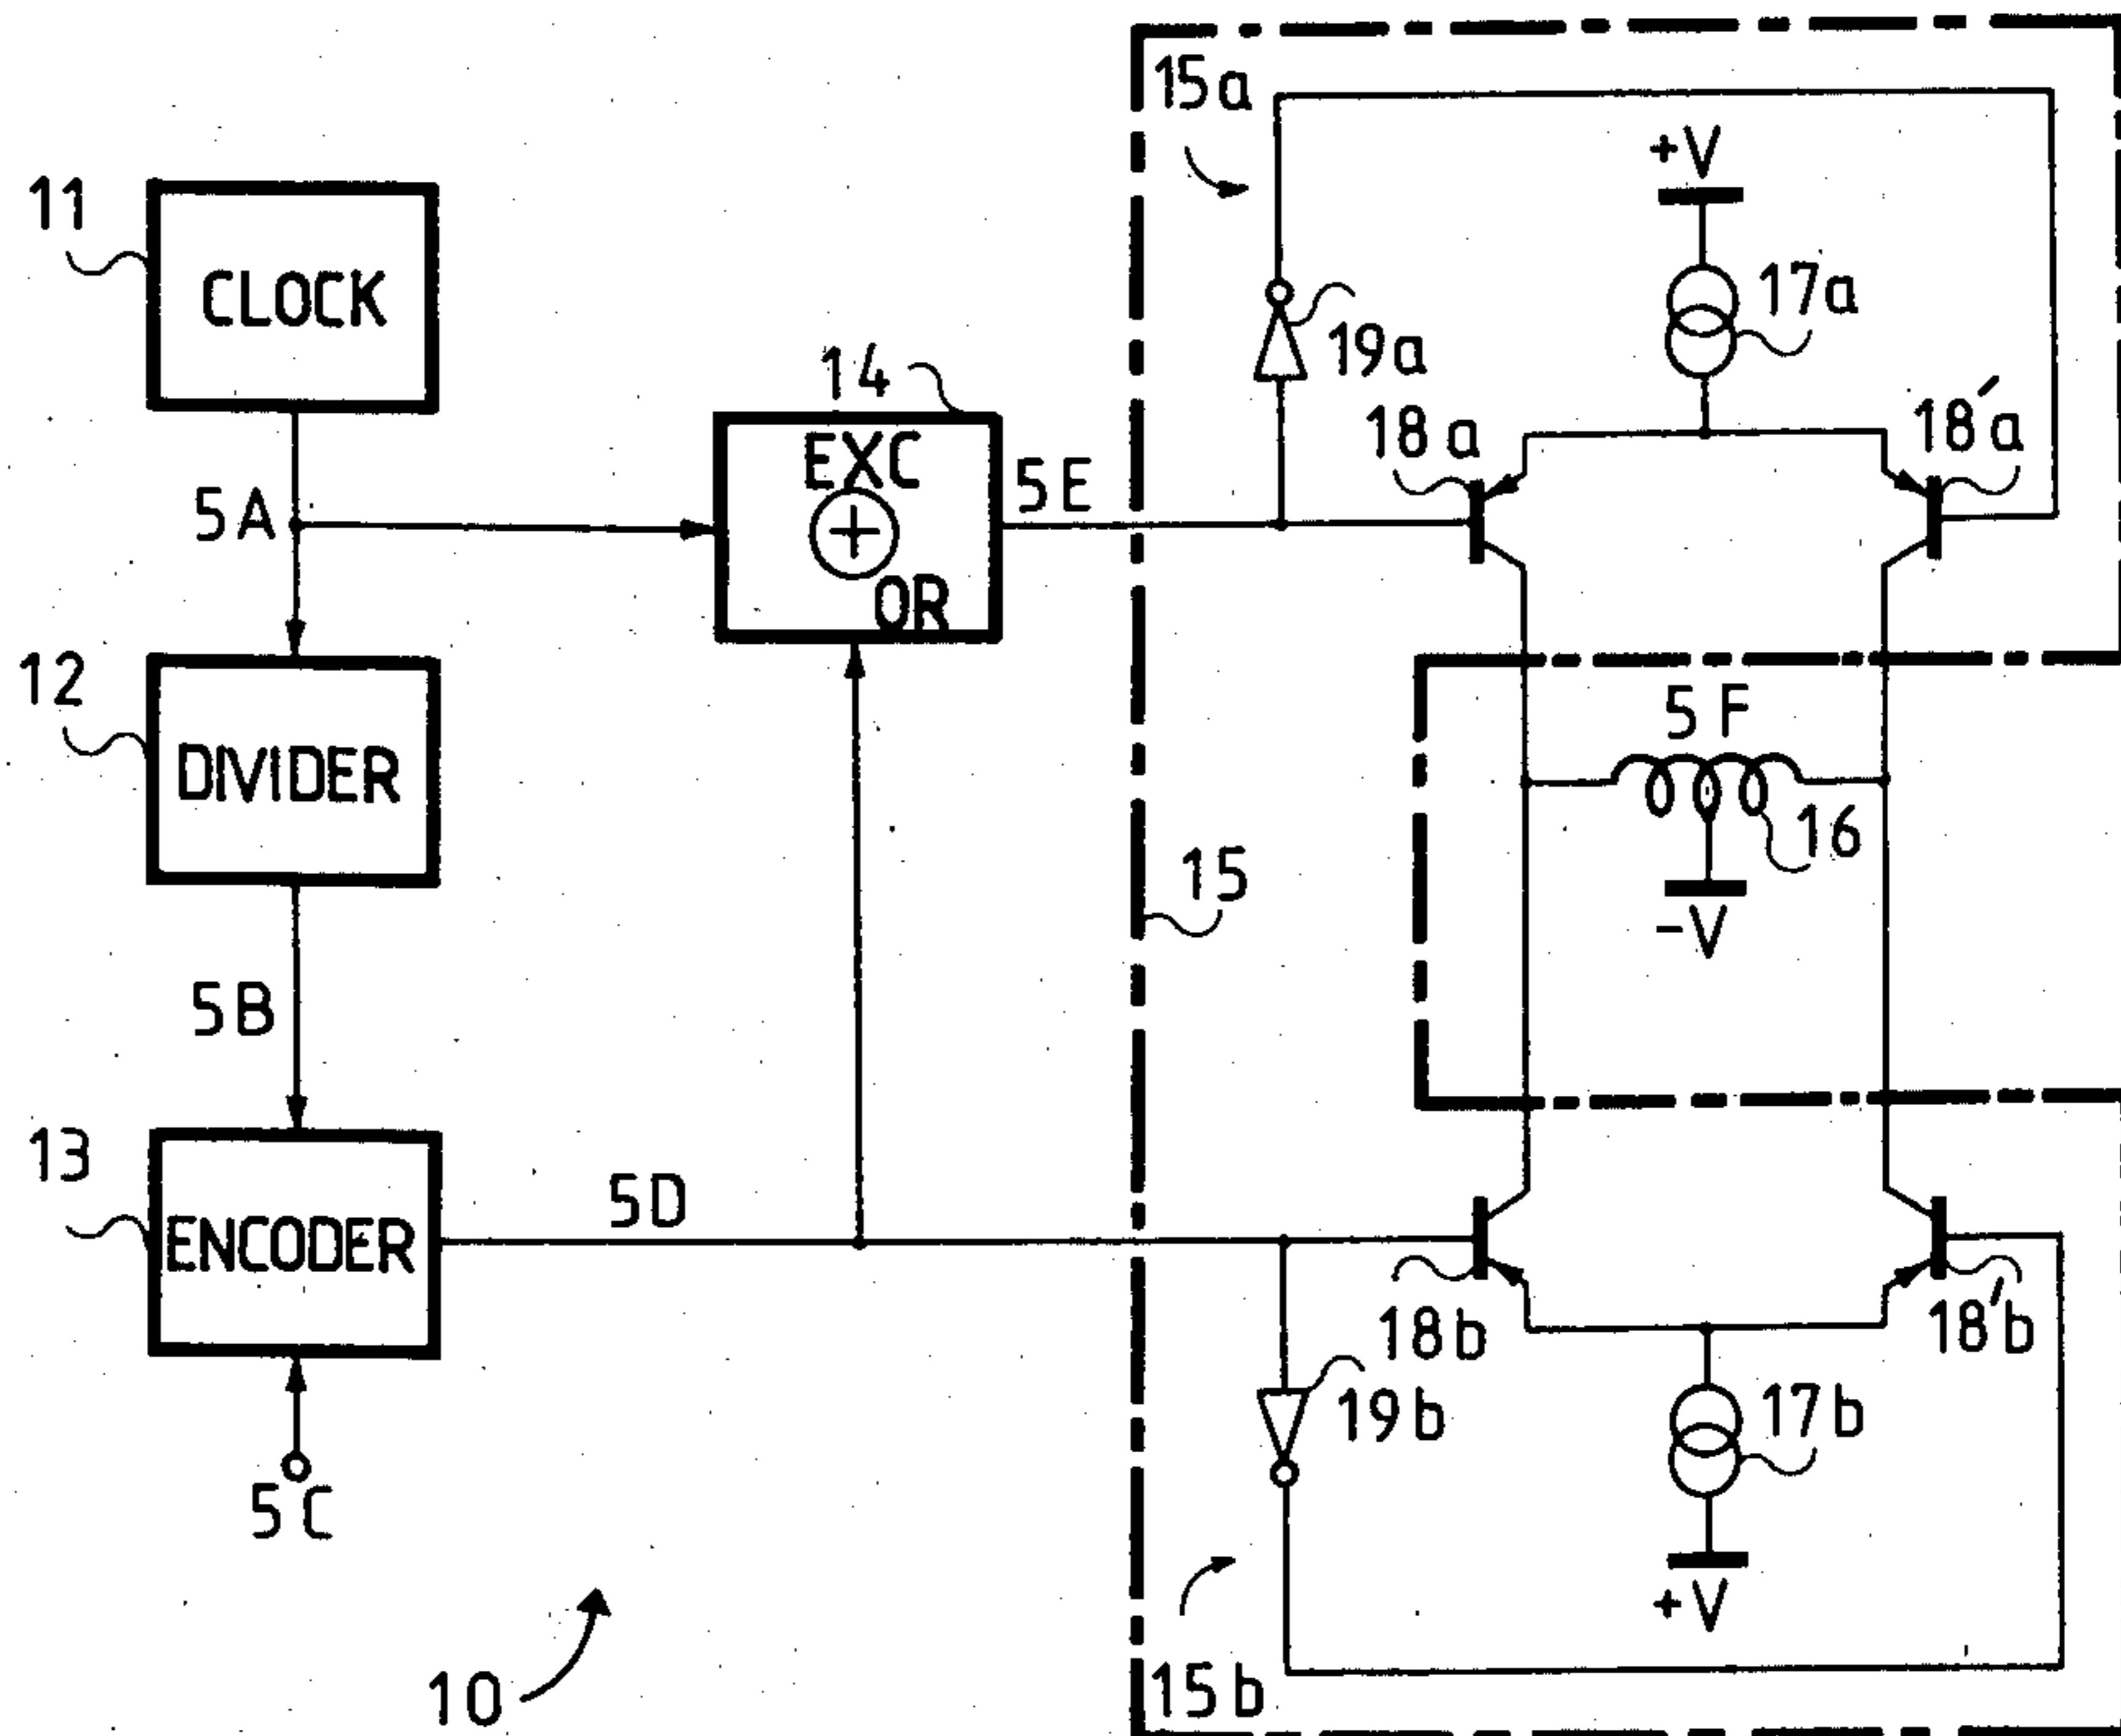 15a
+V
11
CLOCK
17a
19a
14
18a
18'a
EXC
+
OR
5A
5E
12
DIVIDER
5F
16
15
-V
5B
13
ENCODER
5D
18b
18'b
19b
17b
5C
+V
10
15b